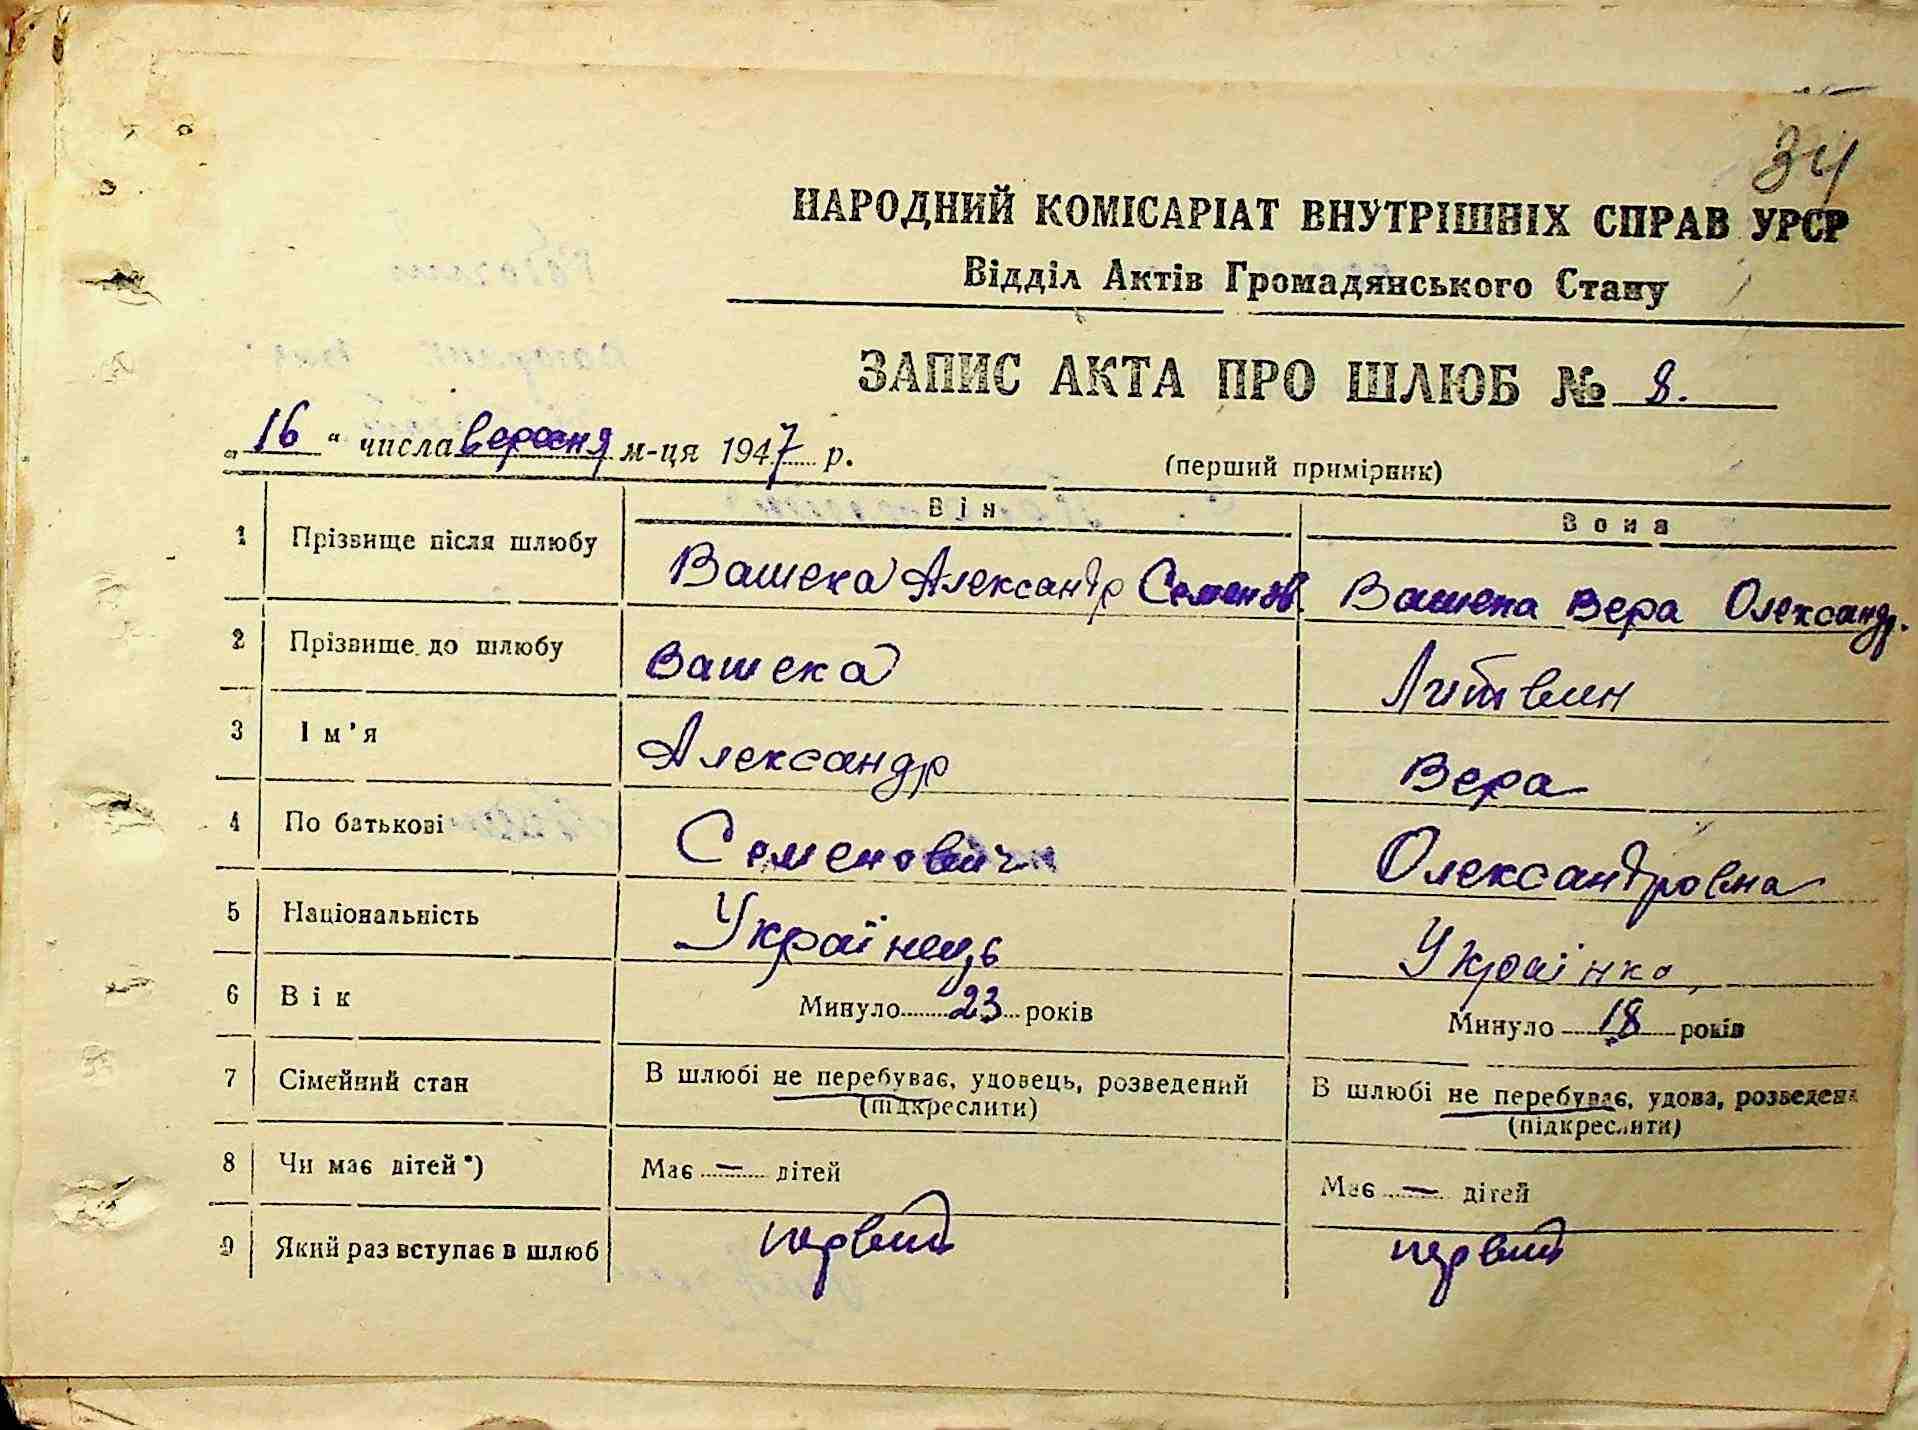 34
НАРОДНИЙ КОМІСАРІАТ ВНУТРІШНІХ СПРАВ УРСР
Відділ Актів Громадянського Стану
ЗАПИС АКТА ПРО ШЛЮБ № 8.
„16“ числа вересня м-ця 1947 р.
(перший примірник)
Він Вона
1 Прізвище після шлюбу Вашека Александр Семенов. Вашека Вера Олександр.
2 Прізвище до шлюбу Вашека Литвин
3 Ім'я Александр Вера
4 По батькові Семенович Олександровна
5 Національність Українець Українка
6 Вік Минуло 23 років Минуло 18 років
7 Сімейний стан В шлюбі не перебуває, удовець, розведений В шлюбі не перебуває, удова, розведена
(підкреслити) (підкреслити)
8 Чи має дітей*) Має — дітей Має — дітей
9 Який раз вступає в шлюб первий первий